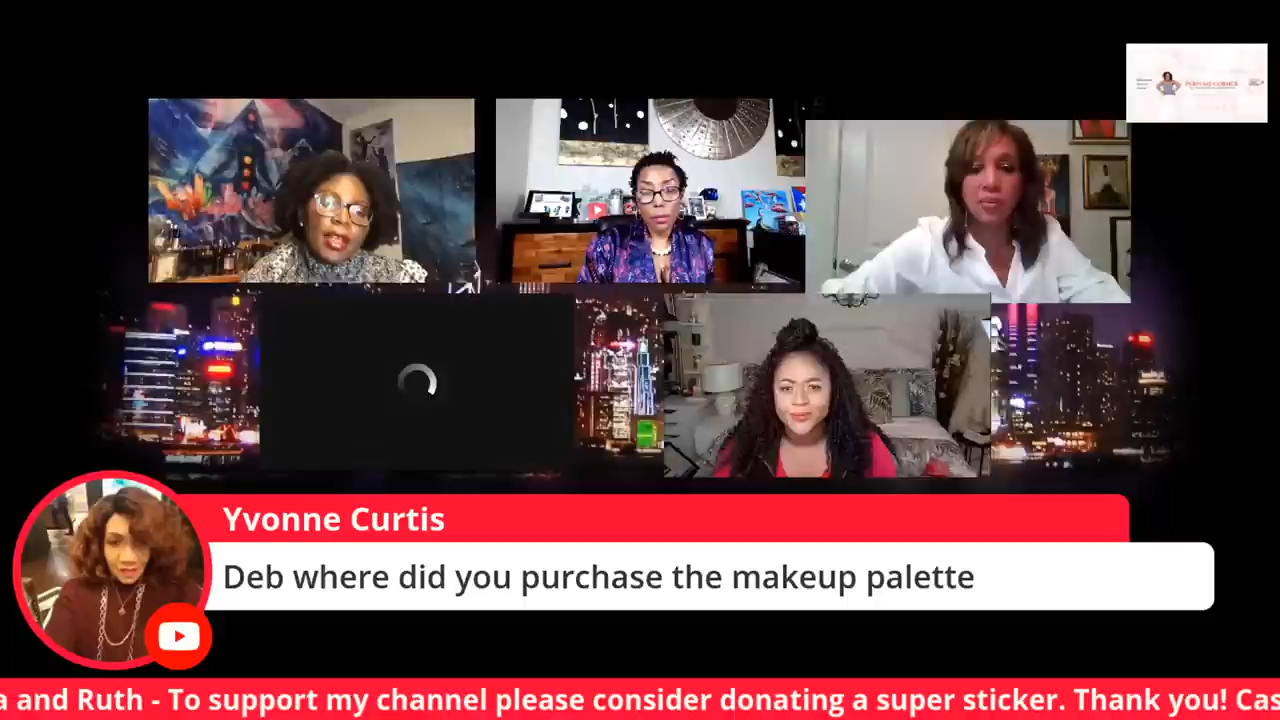 Yvonne Curtis
Deb where did you purchase the makeup palette
a and Ruth - To support my channel please consider donating a super sticker. Thank you! Cas